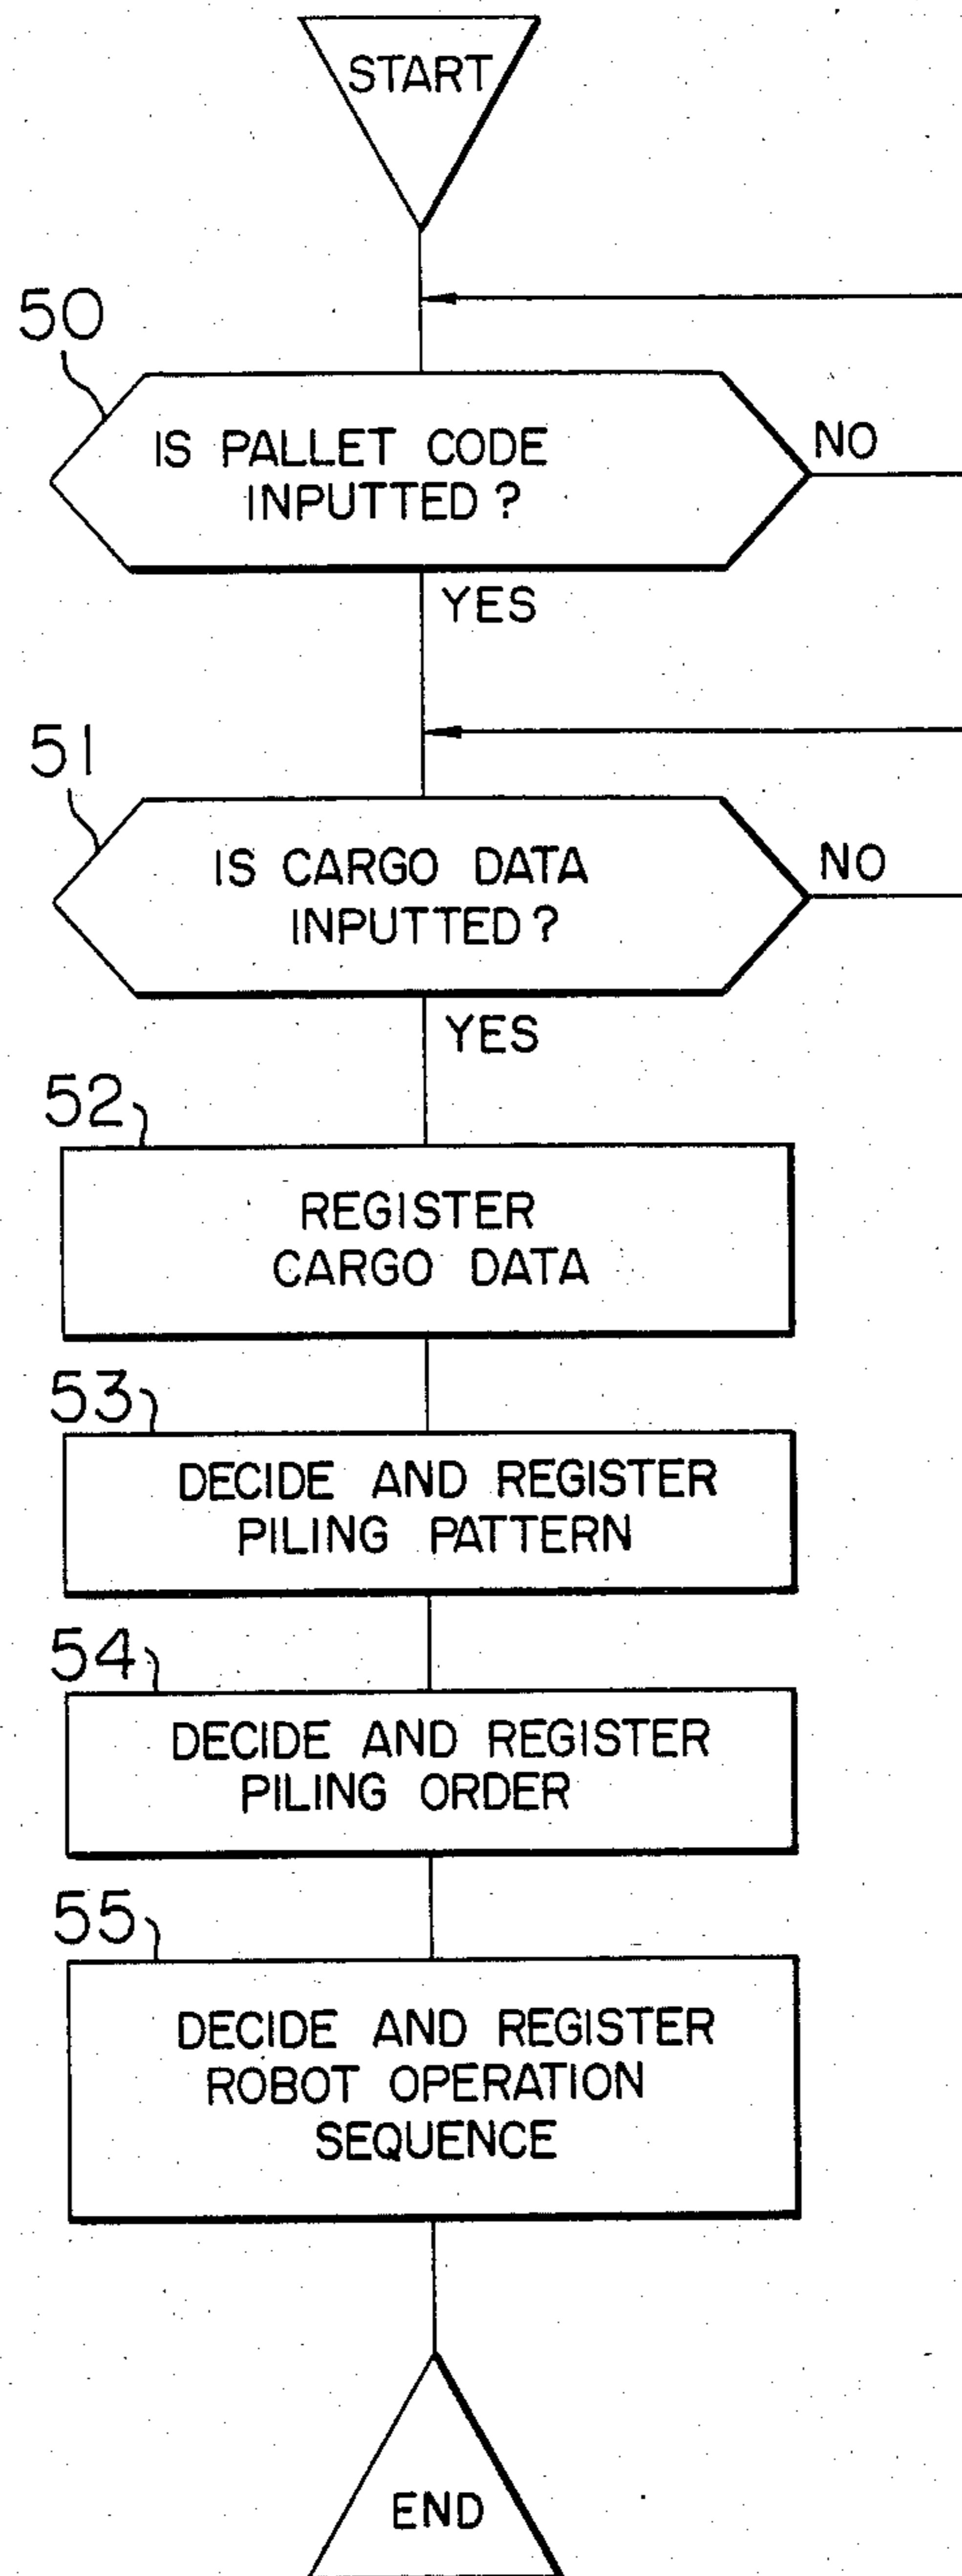 START
50
IS PALLET CODE
INPUTTED?
NO
YES
51
IS CARGO DATA
INPUTTED?
NO
YES
52
REGISTER
CARGO DATA
53
DECIDE AND REGISTER
PILING PATTERN
54
DECIDE AND REGISTER
PILING ORDER
55
DECIDE AND REGISTER
ROBOT OPERATION
SEQUENCE
END